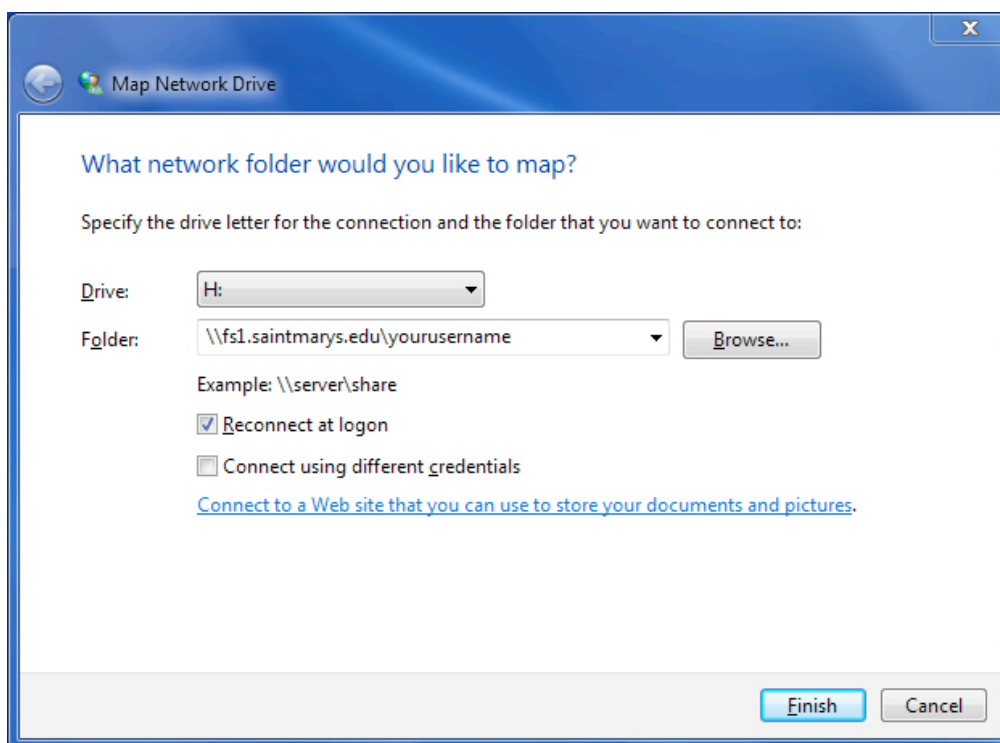 Map Network Drive
What network folder would you like to map?
Specify the drive letter for the connection and the folder that you want to connect to:
Drive: H:
Folder: \\fs1.saintmarys.edu\yourusername Browse...
Example: \\server\share
Reconnect at logon
Connect using different credentials
Connect to a Web site that you can use to store your documents and pictures.
Finish Cancel